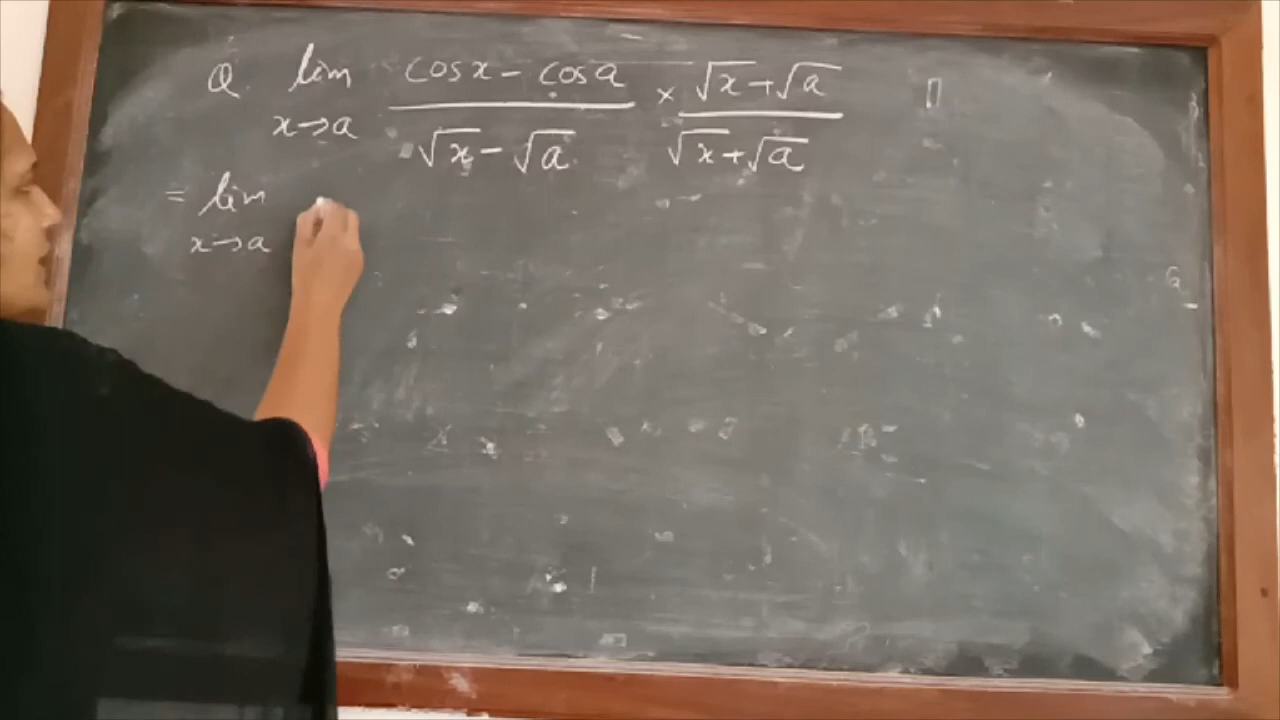 Q. lim cosx - cosa × √x + √a
x→a √x - √a √x + √a
= lim
x→a